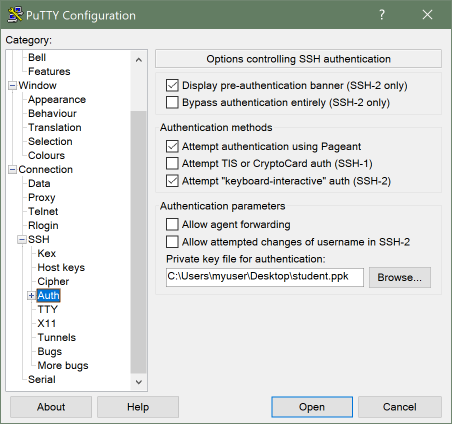 PuTTY Configuration
?
Category:
Bell
Features
Window
Appearance
Behaviour
Translation
Selection
Colours
Connection
Data
Proxy
Telnet
Rlogin
SSH
Kex
Host keys
Cipher
Auth
TTY
X11
Tunnels
Bugs
More bugs
Serial
Options controlling SSH authentication
Display pre-authentication banner (SSH-2 only)
Bypass authentication entirely (SSH-2 only)
Authentication methods
Attempt authentication using Pageant
Attempt TIS or CryptoCard auth (SSH-1)
Attempt "keyboard-interactive" auth (SSH-2)
Authentication parameters
Allow agent forwarding
Allow attempted changes of username in SSH-2
Private key file for authentication:
C:\Users\myuser\Desktop\student.ppk
Browse...
About
Help
Open
Cancel